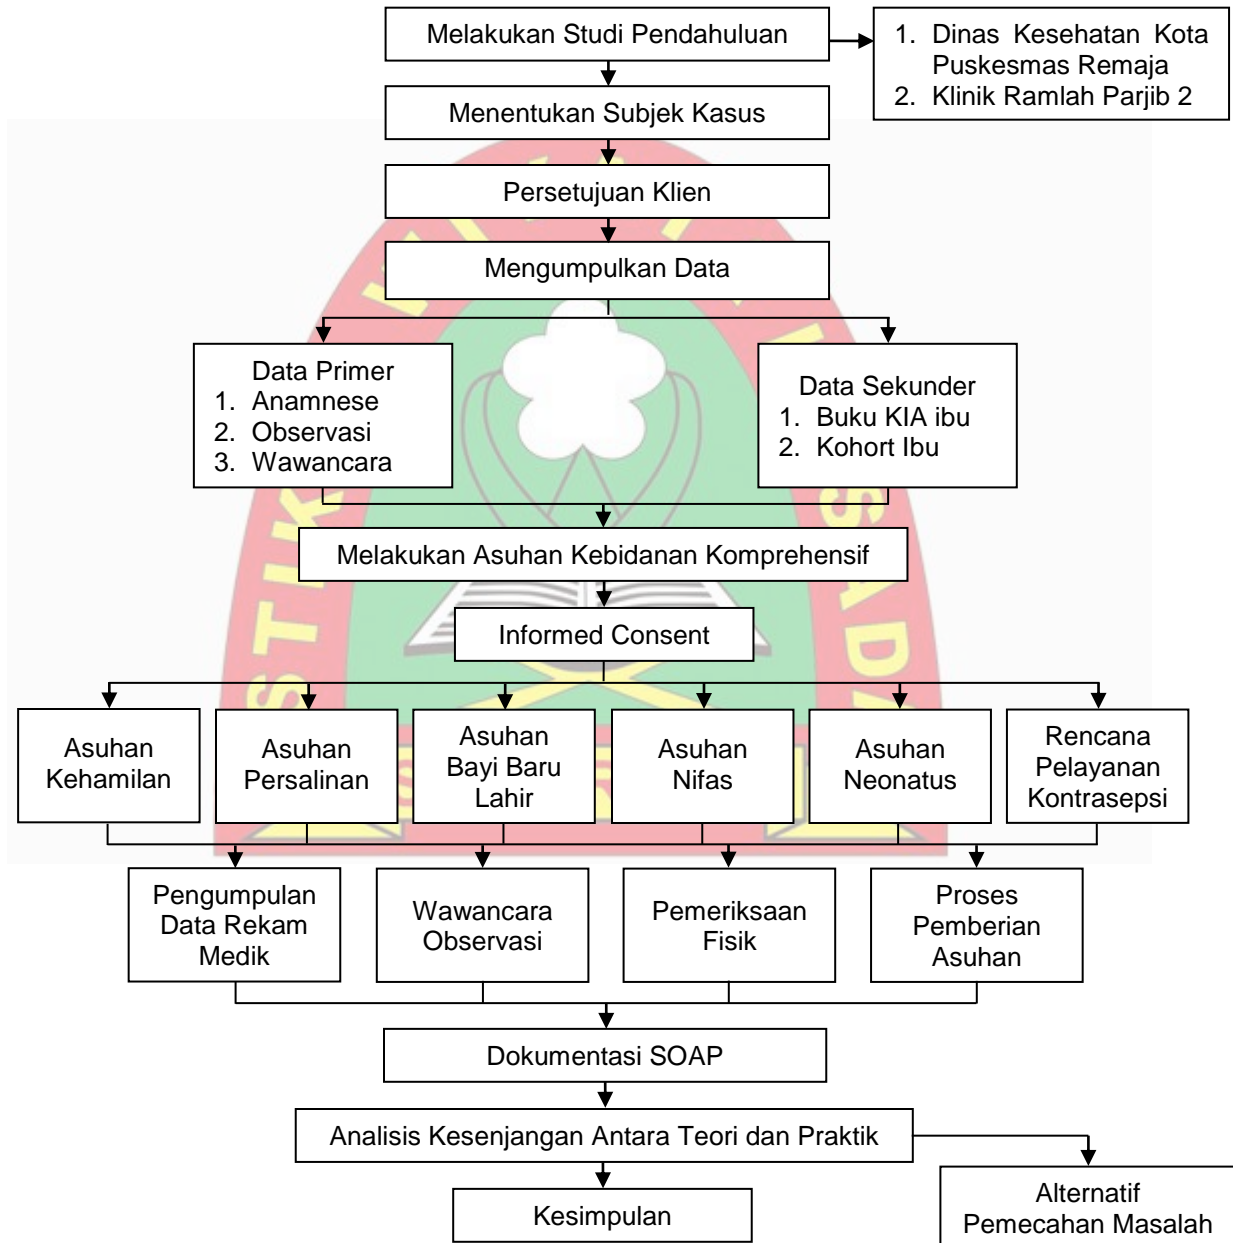 Melakukan Studi Pendahuluan
1. Dinas Kesehatan Kota
Puskesmas Remaja
2. Klinik Ramlah Parjib 2
Menentukan Subjek Kasus
Persetujuan Klien
Mengumpulkan Data
Data Primer
1. Anamnese
2. Observasi
3. Wawancara
Data Sekunder
1. Buku KIA ibu
2. Kohort Ibu
Melakukan Asuhan Kebidanan Komprehensif
Informed Consent
Asuhan
Kehamilan
Asuhan
Persalinan
Asuhan
Bayi Baru
Lahir
Asuhan
Nifas
Asuhan
Neonatus
Rencana
Pelayanan
Kontrasepsi
Pengumpulan
Data Rekam
Medik
Wawancara
Observasi
Pemeriksaan
Fisik
Proses
Pemberian
Asuhan
Dokumentasi SOAP
Analisis Kesenjangan Antara Teori dan Praktik
Kesimpulan
Alternatif
Pemecahan Masalah